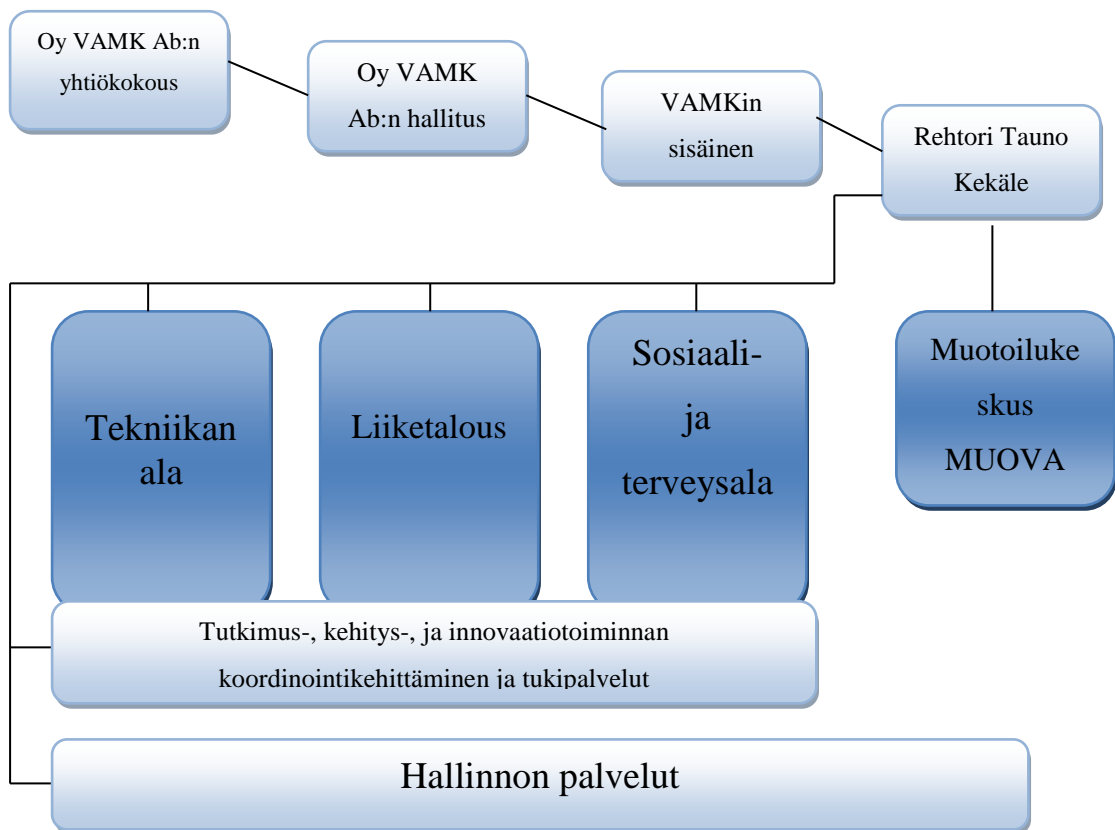 Oy VAMK Ab:n
yhtiökokous
Oy VAMK
Ab:n hallitus
VAMKin
sisäinen
Rehtori Tauno
Kekäle
Tekniikan
ala
Liiketalous
Sosiaali-
ja
terveysala
Muotoiluke
skus
MUOVA
Tutkimus-, kehitys-, ja innovaatiotoiminnan
koordinointikehittäminen ja tukipalvelut
Hallinnon palvelut